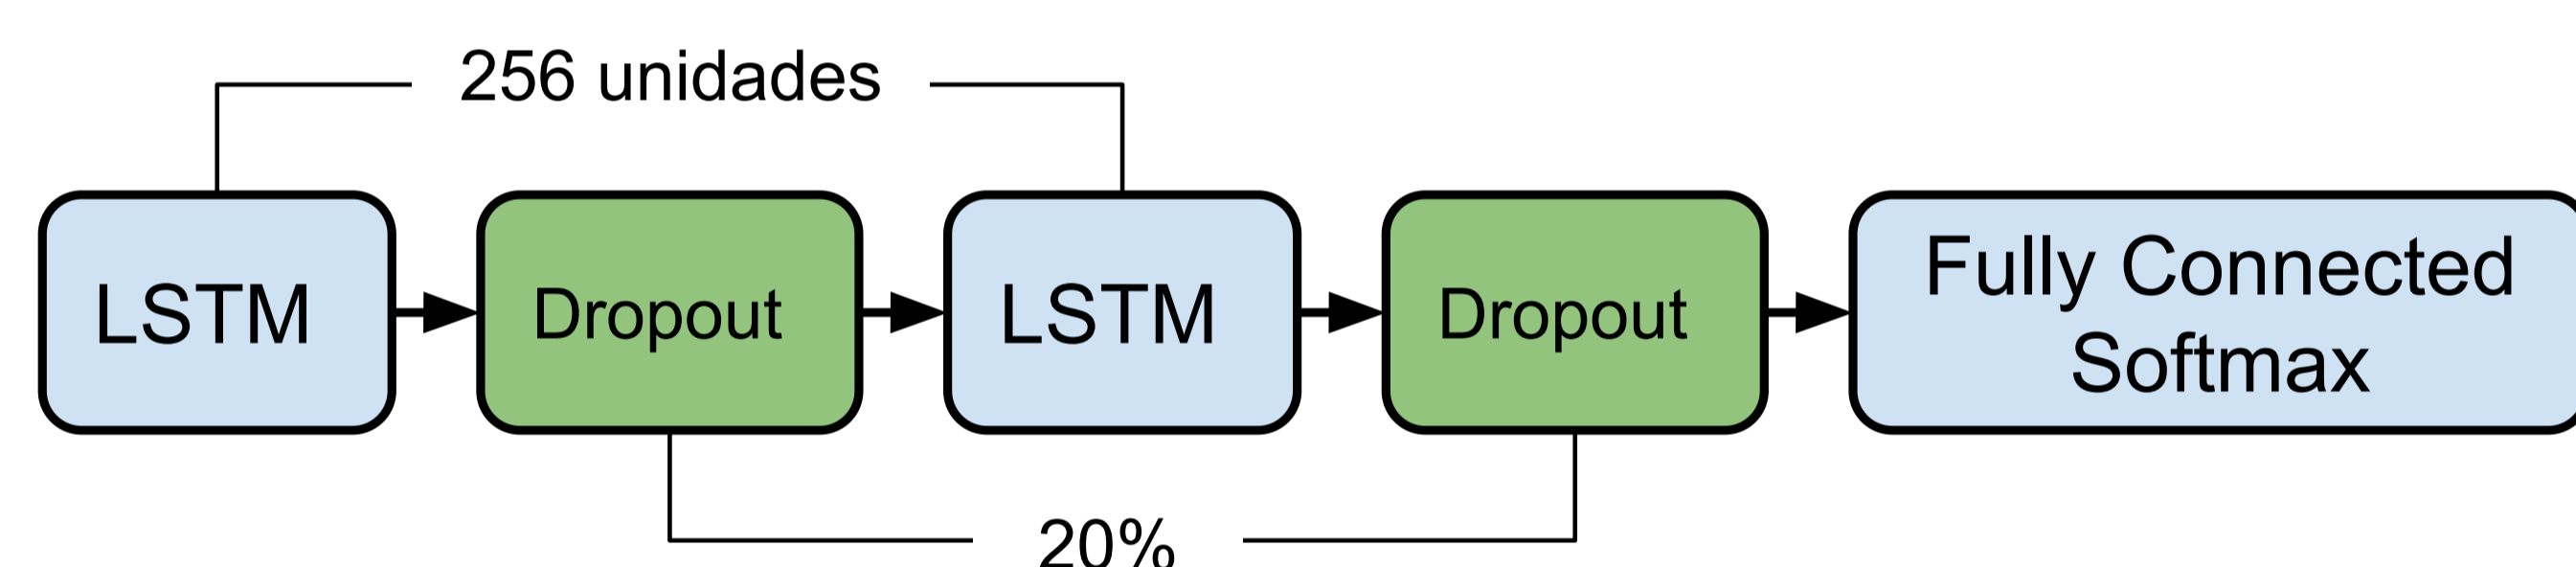 256 unidades
LSTM
Dropout
LSTM
Dropout
Fully Connected
Softmax
20%